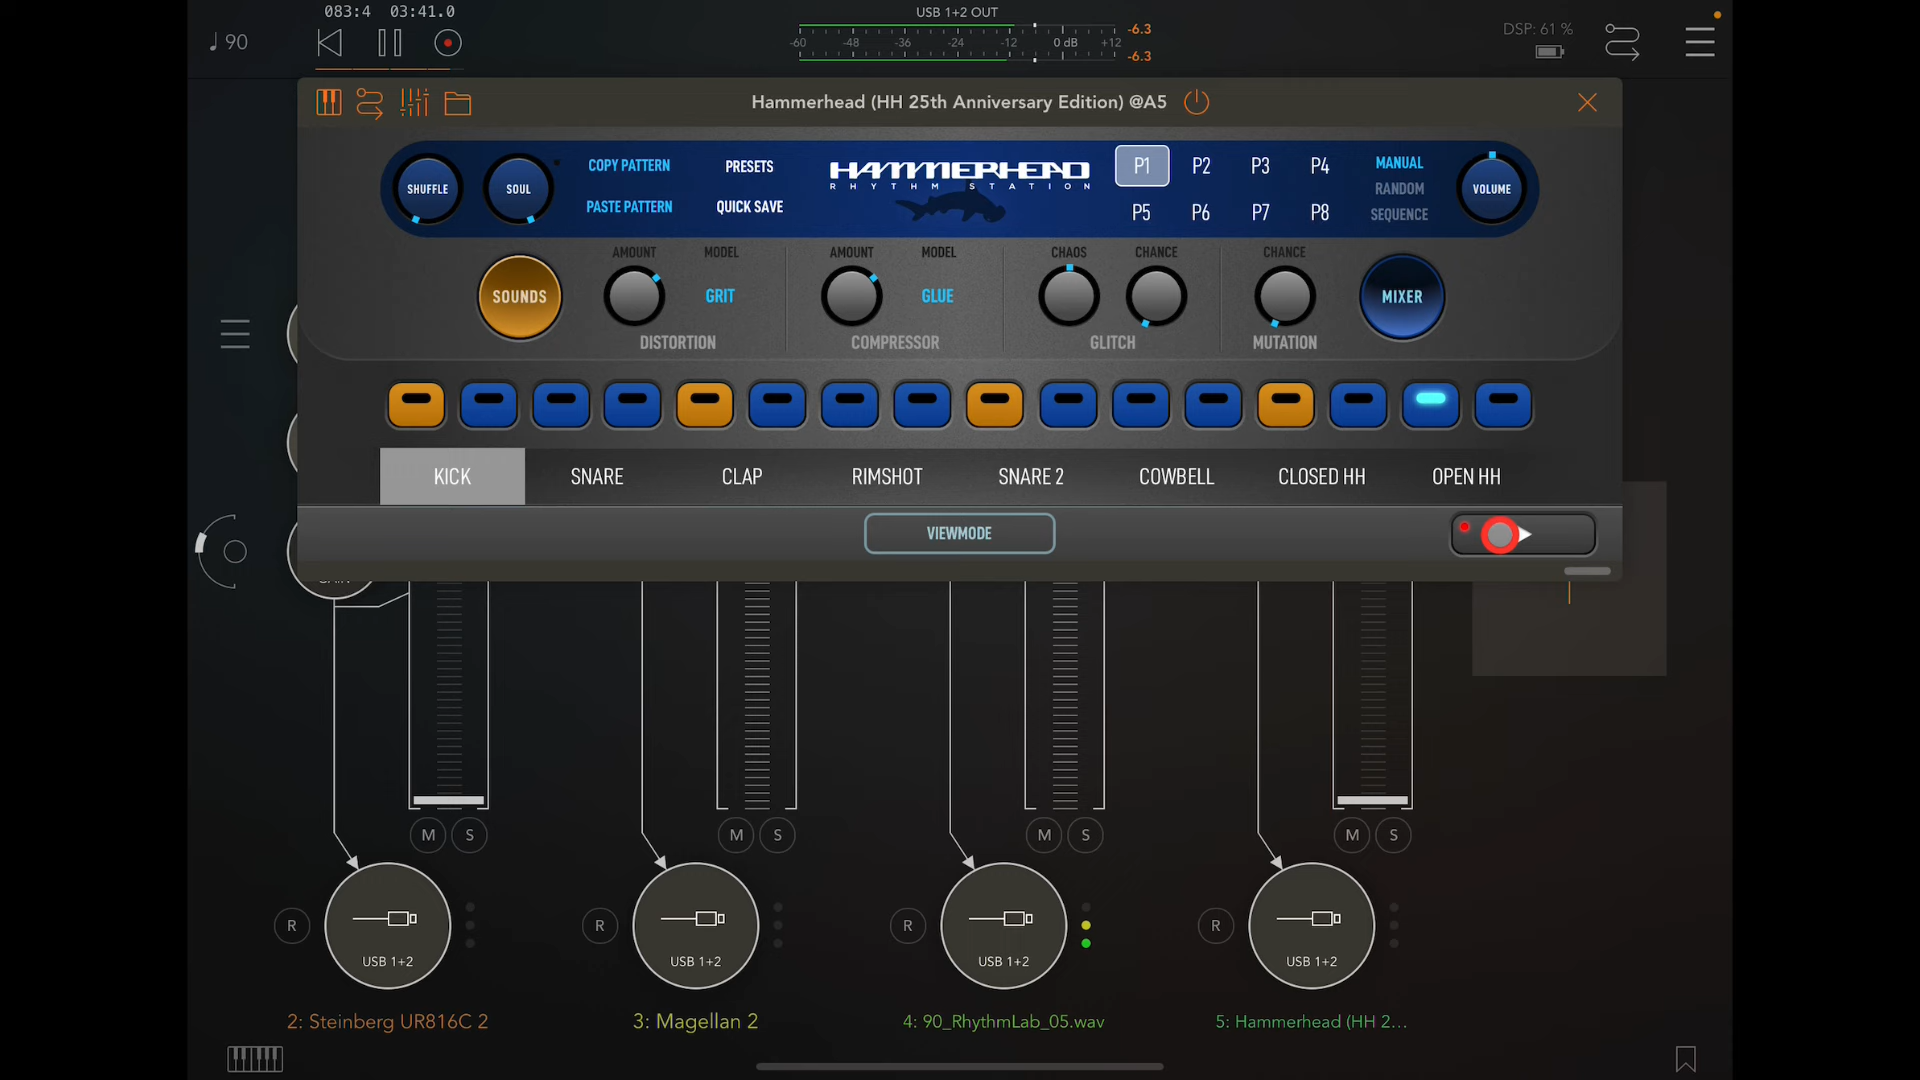 083:4 03:41.0
USB 1+2 OUT
♩ 90
-60 -48 -36 -24 -12 0 dB +12
-6.3
-6.3
DSP: 61 %
Hammerhead (HH 25th Anniversary Edition) @A5
SHUFFLE
SOUL
COPY PATTERN
PASTE PATTERN
PRESETS
QUICK SAVE
HAMMERHEAD
RHYTHM STATION
P1 P2 P3 P4
P5 P6 P7 P8
MANUAL
RANDOM
SEQUENCE
VOLUME
SOUNDS
AMOUNT MODEL
GRIT
DISTORTION
AMOUNT MODEL
GLUE
COMPRESSOR
CHAOS CHANCE
GLITCH
CHANCE
MUTATION
MIXER
KICK SNARE CLAP RIMSHOT SNARE 2 COWBELL CLOSED HH OPEN HH
VIEWMODE
GAIN
M S M S M S M S
R R R R
USB 1+2 USB 1+2 USB 1+2 USB 1+2
2: Steinberg UR816C 2 3: Magellan 2 4: 90_RhythmLab_05.wav 5: Hammerhead (HH 2...